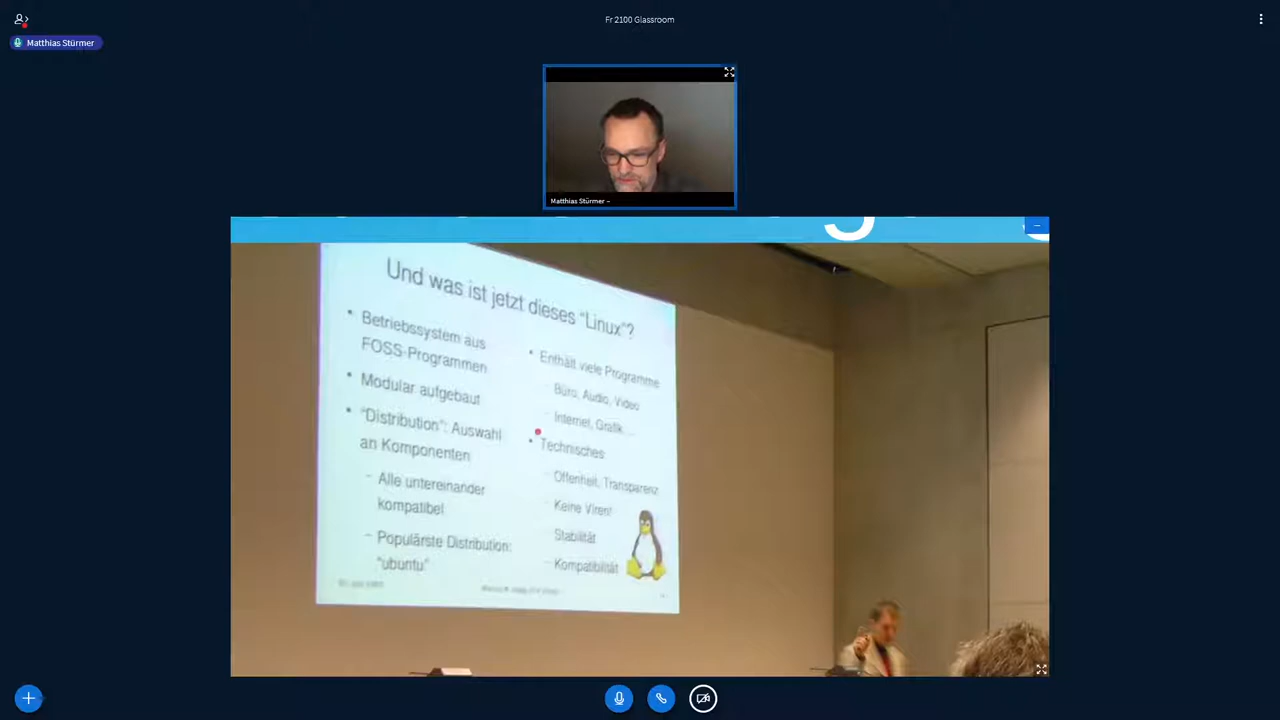 Fr 2100 Glassroom
Matthias Stürmer
Matthias Stürmer –
Und was ist jetzt dieses "Linux"?
• Betriebssystem aus
FOSS-Programmen
• Modular aufgebaut
• "Distribution": Auswahl
an Komponenten
– Alle untereinander
kompatibel
– Populärste Distribution:
"ubuntu"
• Enthält viele Programme
– Büro, Audio, Video
– Internet, Grafik...
• Technisches
– Offenheit, Transparenz
– Keine Viren!
– Stabilität
– Kompatibilität